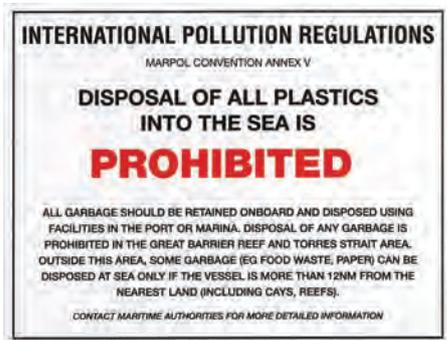 INTERNATIONAL POLLUTION REGULATIONS
MARPOL CONVENTION ANNEX V
DISPOSAL OF ALL PLASTICS
INTO THE SEA IS
PROHIBITED
ALL GARBAGE SHOULD BE RETAINED ONBOARD AND DISPOSED USING
FACILITIES IN THE PORT OR MARINA. DISPOSAL OF ANY GARBAGE IS
PROHIBITED IN THE GREAT BARRIER REEF AND TORRES STRAIT AREA.
OUTSIDE THIS AREA, SOME GARBAGE (EG FOOD WASTE, PAPER) CAN BE
DISPOSED AT SEA ONLY IF THE VESSEL IS MORE THAN 12NM FROM THE
NEAREST LAND (INCLUDING CAYS, REEFS).
CONTACT MARITIME AUTHORITIES FOR MORE DETAILED INFORMATION